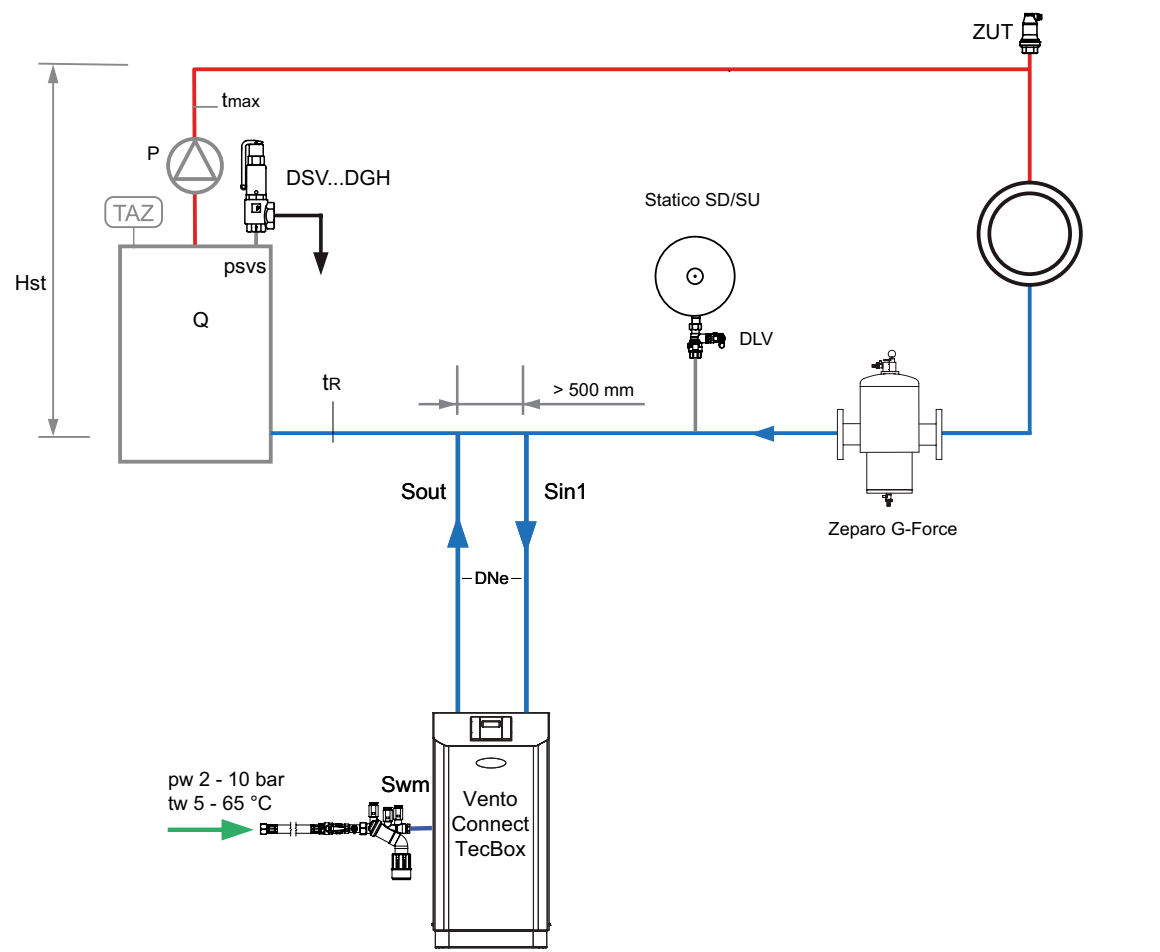 ZUT
tmax
P
DSV...DGH
TAZ
Statico SD/SU
psvs
Hst
Q
DLV
tR
> 500 mm
Sout
Sin1
Zeparo G-Force
DNe
pw 2 - 10 bar
tw 5 - 65 °C
Swm
Vento
Connect
TecBox